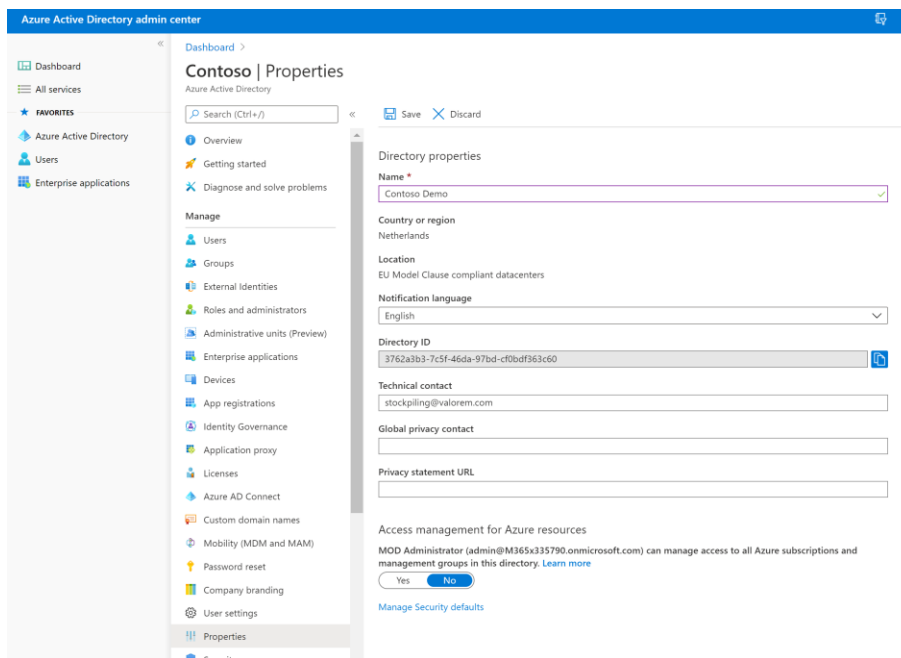 Azure Active Directory admin center
Dashboard
All services
FAVORITES
Azure Active Directory
Users
Enterprise applications
Dashboard >
Contoso | Properties
Azure Active Directory
Search (Ctrl+/)
Overview
Getting started
Diagnose and solve problems
Manage
Users
Groups
External Identities
Roles and administrators
Administrative units (Preview)
Enterprise applications
Devices
App registrations
Identity Governance
Application proxy
Licenses
Azure AD Connect
Custom domain names
Mobility (MDM and MAM)
Password reset
Company branding
User settings
Properties
Save Discard
Directory properties
Name *
Contoso Demo
Country or region
Netherlands
Location
EU Model Clause compliant datacenters
Notification language
English
Directory ID
3762a3b3-7c5f-46da-97bd-cf0bdf363c60
Technical contact
stockpiling@valorem.com
Global privacy contact
Privacy statement URL
Access management for Azure resources
MOD Administrator (admin@M365x335790.onmicrosoft.com) can manage access to all Azure subscriptions and
management groups in this directory. Learn more
Yes No
Manage Security defaults